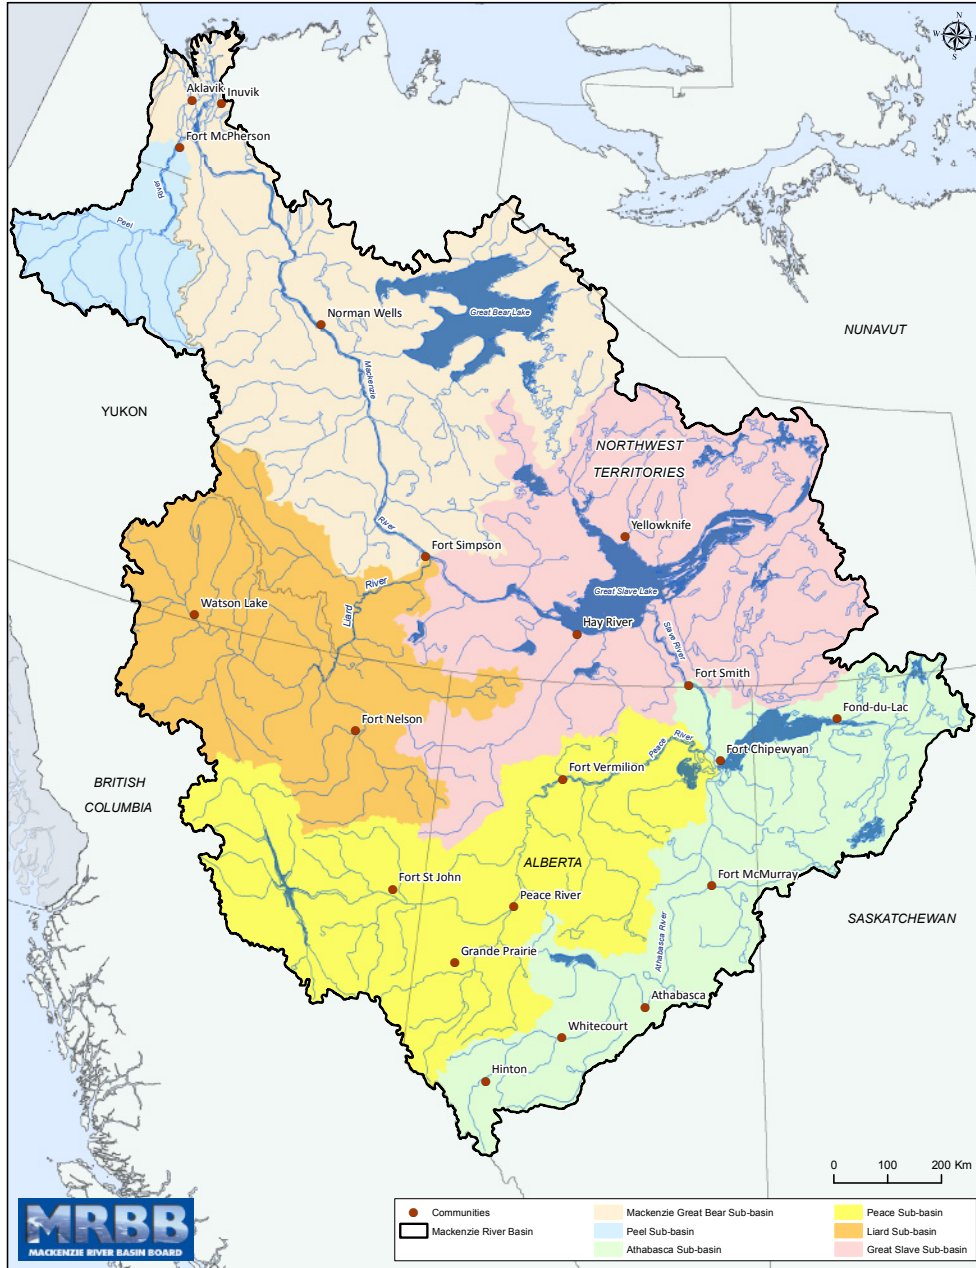 N
W
S
Aklavik
Inuvik
Fort McPherson
River
Peel
Norman Wells
Great Bear Lake
NUNAVUT
Mackenzie
YUKON
NORTHWEST
TERRITORIES
River
Yellowknife
Fort Simpson
River
Great Slave Lake
Watson Lake
Liard
Hay River
Slave River
Fort Smith
Fond-du-Lac
Fort Nelson
Peace River
Fort Chipewyan
Fort Vermilion
BRITISH
COLUMBIA
ALBERTA
Fort St John
Fort McMurray
Peace River
SASKATCHEWAN
Athabasca River
Grande Prairie
Athabasca
Whitecourt
Hinton
0 100 200 Km
MRBB
MACKENZIE RIVER BASIN BOARD
Communities
Mackenzie River Basin
Mackenzie Great Bear Sub-basin
Peel Sub-basin
Athabasca Sub-basin
Peace Sub-basin
Liard Sub-basin
Great Slave Sub-basin